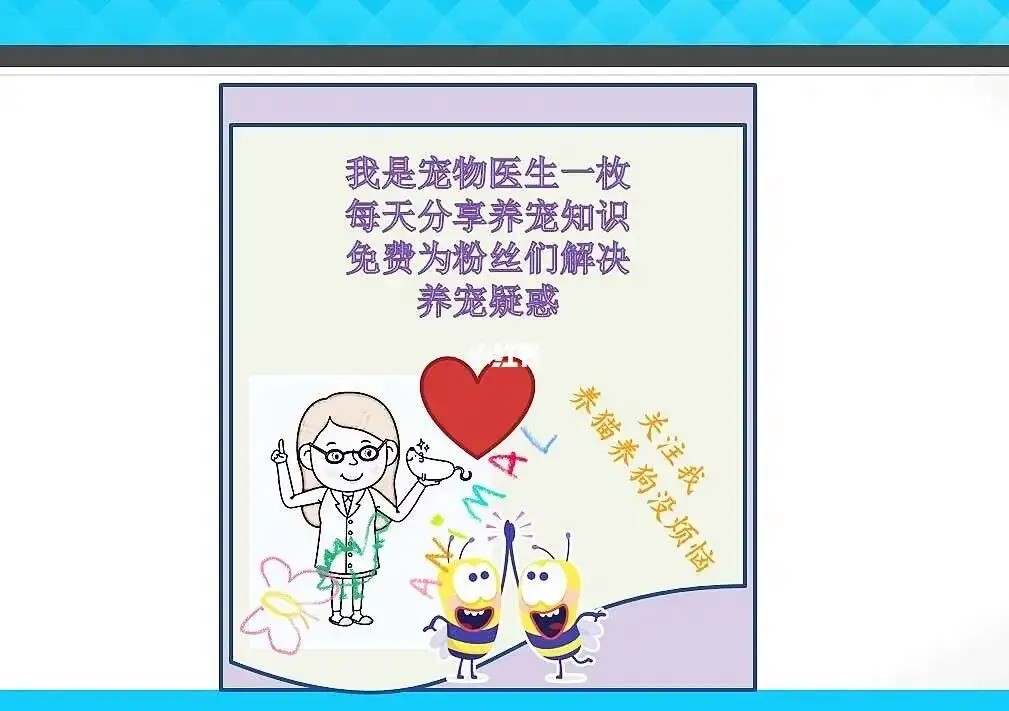 我是宠物医生一枚
每天分享养宠知识
免费为粉丝们解决
养宠疑惑
关注我
养猫养狗没烦恼
ANiMAL